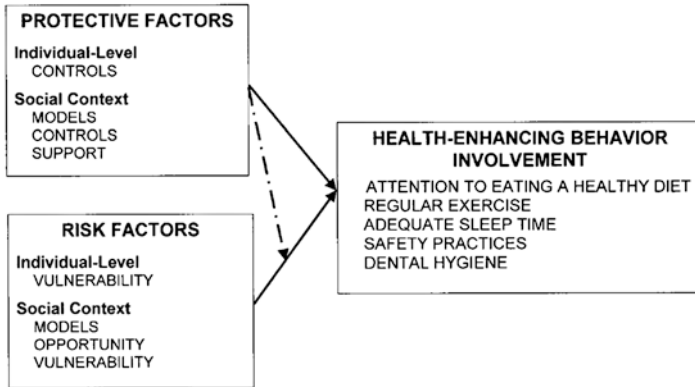 PROTECTIVE FACTORS
Individual-Level
CONTROLS
Social Context
MODELS
CONTROLS
SUPPORT
RISK FACTORS
Individual-Level
VULNERABILITY
Social Context
MODELS
OPPORTUNITY
VULNERABILITY
HEALTH-ENHANCING BEHAVIOR
INVOLVEMENT
ATTENTION TO EATING A HEALTHY DIET
REGULAR EXERCISE
ADEQUATE SLEEP TIME
SAFETY PRACTICES
DENTAL HYGIENE